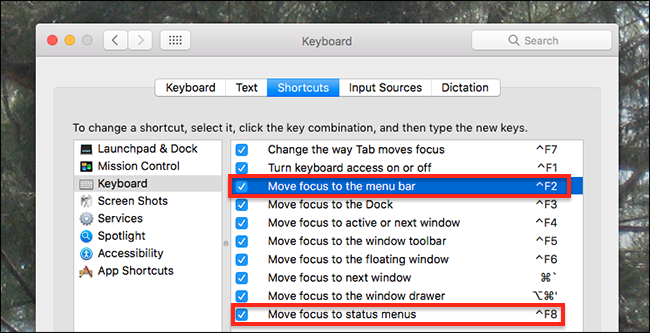 Keyboard
Search
Keyboard Text Shortcuts Input Sources Dictation
To change a shortcut, select it, click the key combination, and then type the new keys.
Launchpad & Dock
Mission Control
Keyboard
Screen Shots
Services
Spotlight
Accessibility
App Shortcuts
Change the way Tab moves focus ^F7
Turn keyboard access on or off ^F1
Move focus to the menu bar ^F2
Move focus to the Dock ^F3
Move focus to active or next window ^F4
Move focus to the window toolbar ^F5
Move focus to the floating window ^F6
Move focus to next window ⌘`
Move focus to the window drawer ⌥⌘'
Move focus to status menus ^F8